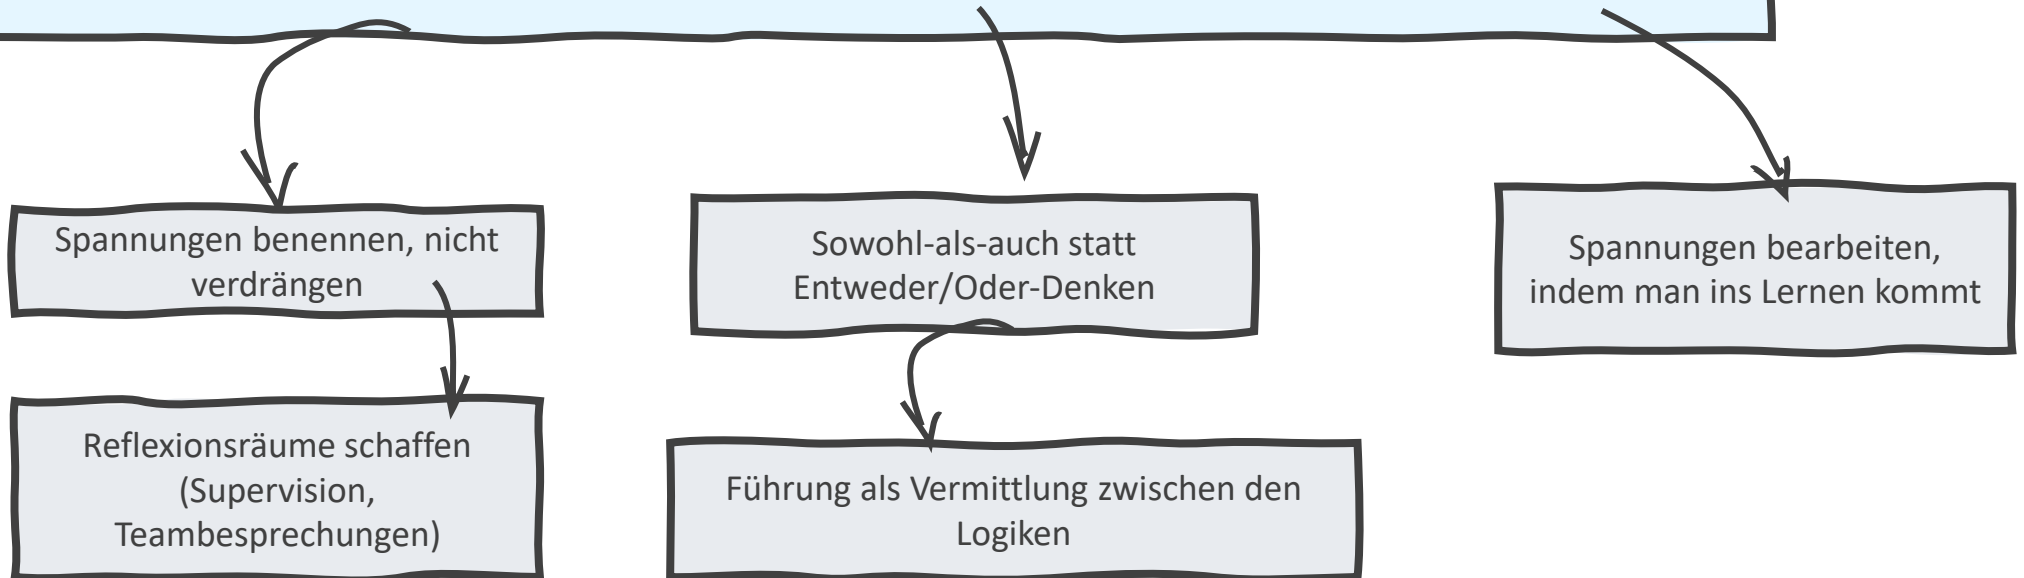 Spannungen benennen, nicht
verdrängen
Sowohl-als-auch statt
Entweder/Oder-Denken
Spannungen bearbeiten,
indem man ins Lernen kommt
Reflexionsräume schaffen
(Supervision,
Teambesprechungen)
Führung als Vermittlung zwischen den
Logiken